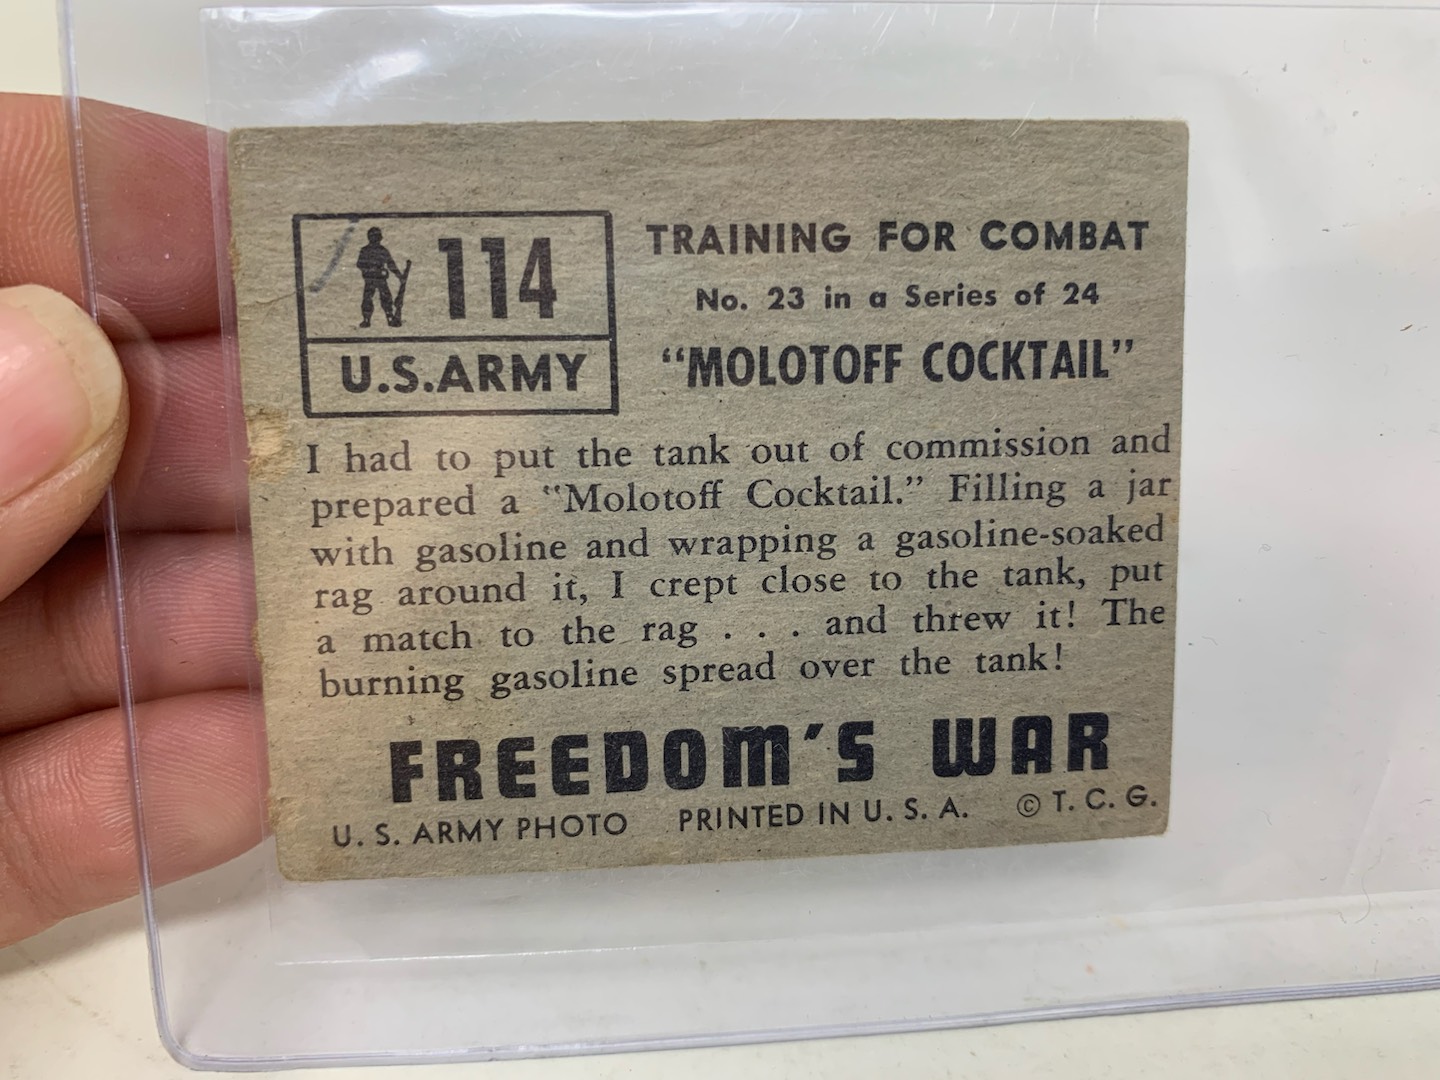 114
U.S.ARMY
TRAINING FOR COMBAT
No. 23 in a Series of 24
“MOLOTOFF COCKTAIL”
I had to put the tank out of commission and
prepared a “Molotoff Cocktail.” Filling a jar
with gasoline and wrapping a gasoline-soaked
rag around it, I crept close to the tank, put
a match to the rag . . . and threw it! The
burning gasoline spread over the tank!
FREEDOM’S WAR
U. S. ARMY PHOTO PRINTED IN U. S. A. © T. C. G.